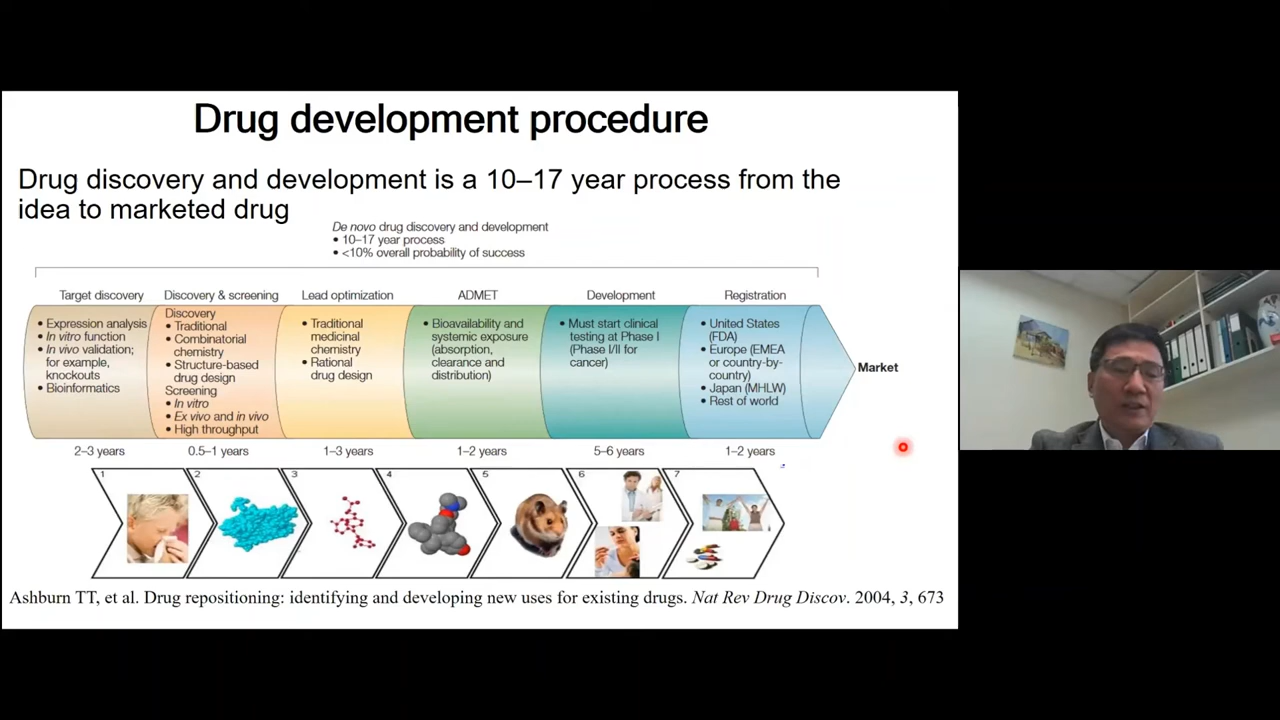 Drug development procedure
Drug discovery and development is a 10–17 year process from the
idea to marketed drug
De novo drug discovery and development
• 10–17 year process
• <10% overall probability of success
Target discovery
• Expression analysis
• In vitro function
• In vivo validation;
for example,
knockouts
• Bioinformatics
2–3 years
Discovery & screening
Discovery
• Traditional
• Combinatorial
chemistry
• Structure-based
drug design
Screening
• In vitro
• Ex vivo and in vivo
• High throughput
0.5–1 years
Lead optimization
• Traditional
medicinal
chemistry
• Rational
drug design
1–3 years
ADMET
• Bioavailability and
systemic exposure
(absorption,
clearance and
distribution)
1–2 years
Development
• Must start clinical
testing at Phase I
(Phase I/II for
cancer)
5–6 years
Registration
• United States
(FDA)
• Europe (EMEA
or country-by-
country)
• Japan (MHLW)
• Rest of world
1–2 years
Market
1
2
3
4
5
6
7
Ashburn TT, et al. Drug repositioning: identifying and developing new uses for existing drugs. Nat Rev Drug Discov. 2004, 3, 673